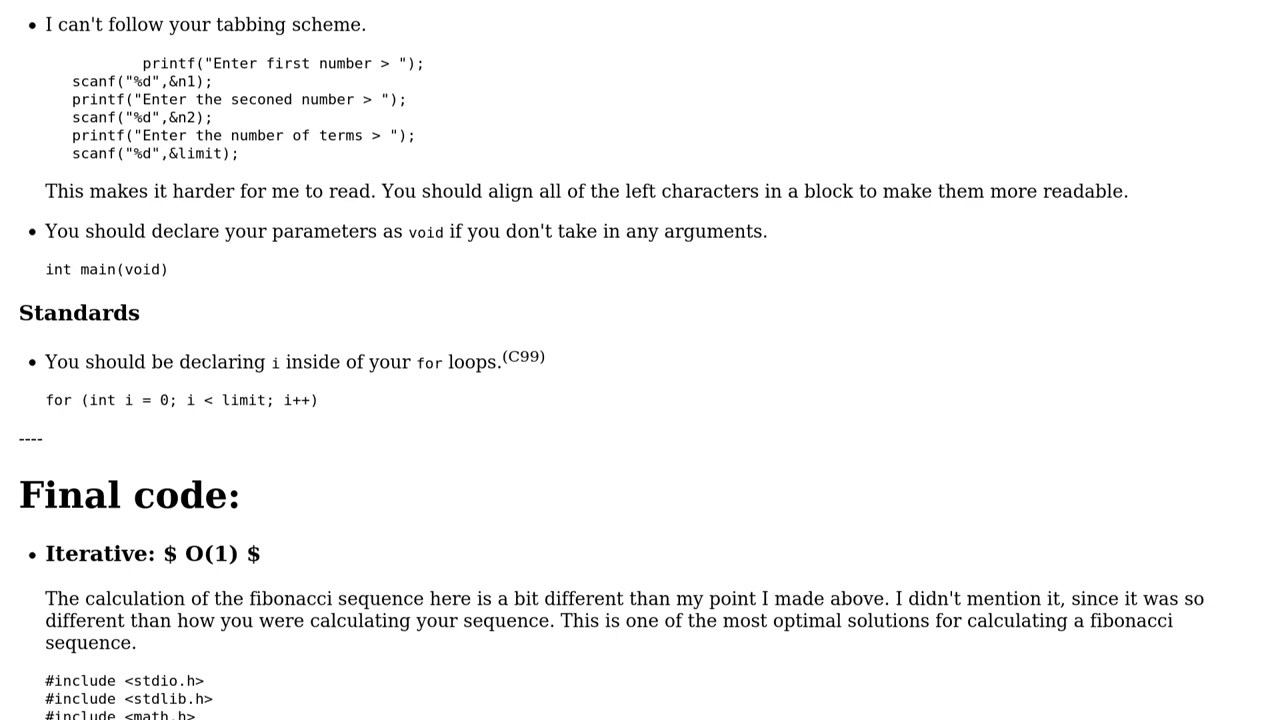 • I can't follow your tabbing scheme.
printf("Enter first number > ");
scanf("%d",&n1);
printf("Enter the seconed number > ");
scanf("%d",&n2);
printf("Enter the number of terms > ");
scanf("%d",&limit);
This makes it harder for me to read. You should align all of the left characters in a block to make them more readable.
• You should declare your parameters as void if you don't take in any arguments.
int main(void)
Standards
• You should be declaring i inside of your for loops.(C99)
for (int i = 0; i < limit; i++)
----
Final code:
• Iterative: $ O(1) $
The calculation of the fibonacci sequence here is a bit different than my point I made above. I didn't mention it, since it was so
different than how you were calculating your sequence. This is one of the most optimal solutions for calculating a fibonacci
sequence.
#include <stdio.h>
#include <stdlib.h>
#include <math.h>